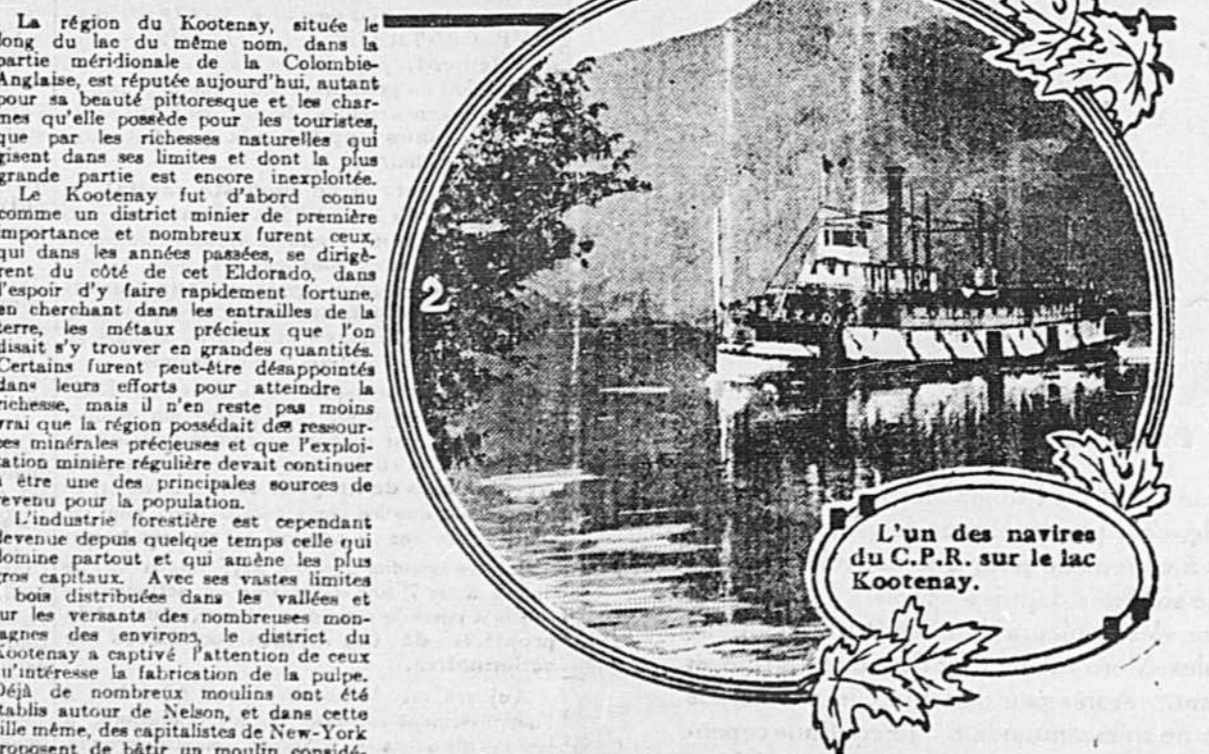 La région du Kootenay, située le
long du lac du même nom, dans la
partie méridionale de la Colombie-
Anglaise, est réputée aujourd'hui, autant
pour sa beauté pittoresque et les char-
mes qu'elle possède pour les touristes,
que par les richesses naturelles qui
gisent dans ses limites et dont la plus
grande partie est encore inexploitée.
Le Kootenay fut d'abord connu
comme un district minier de première
importance et nombreux furent ceux,
qui dans les années passées, se dirigè-
rent du côté de cet Eldorado, dans
l'espoir d'y faire rapidement fortune,
en cherchant dans les entrailles de la
terre, les métaux précieux que l'on
disait s'y trouver en grandes quantités.
Certains furent peut-être désappointés
dans leurs efforts pour atteindre la
richesse, mais il n'en reste pas moins
vrai que la région possédait des ressour-
ces minérales précieuses et que l'exploi-
tation minière régulière devait continuer
à être une des principales sources de
revenu pour la population.
L'industrie forestière est cependant
devenue depuis quelque temps celle qui
domine partout et qui amène les plus
gros capitaux. Avec ses vastes limites
à bois distribuées dans les vallées et
sur les versants des nombreuses mon-
tagnes des environs, le district du
Kootenay a captivé l'attention de ceux
qu'intéresse la fabrication de la pulpe.
Déjà de nombreux moulins ont été
établis autour de Nelson, et dans cette
ville même, des capitalistes de New-York
proposent de bâtir un moulin considé-
2
L'un des navires
du C.P.R. sur le lac
Kootenay.